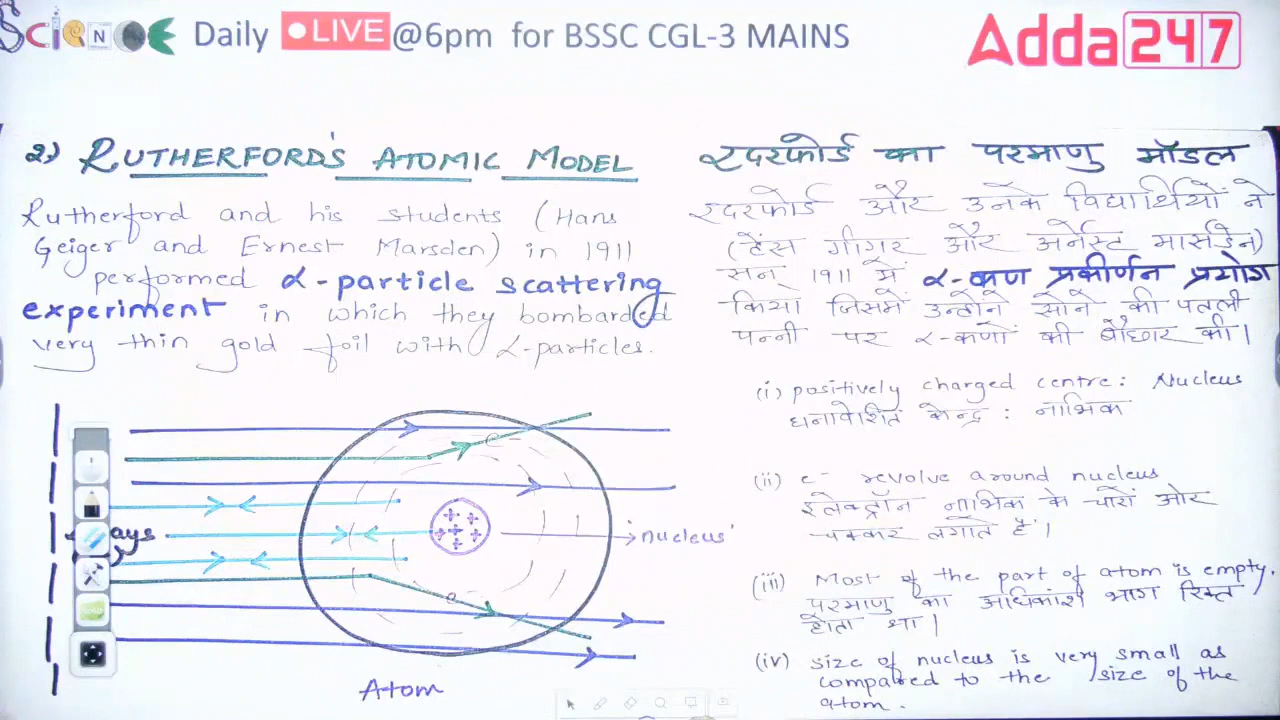 Science Daily LIVE @6pm for BSSC CGL-3 MAINS
Adda247
2.) RUTHERFORD'S ATOMIC MODEL
Rutherford and his students (Hans
Geiger and Ernest Marsden) in 1911
performed α-particle scattering
experiment in which they bombarded
very thin gold foil with α-particles.
रदरफोर्ड का परमाणु मॉडल
रदरफोर्ड और उनके विद्यार्थियों ने
(हैंस गीगर और अर्नेस्ट मार्सडेन)
सन् 1911 में α-कण प्रकीर्णन प्रयोग
किया जिसमें उन्होंने सोने की पतली
पन्नी पर α-कणों की बौछार की।
(i) positively charged centre: Nucleus
धनावेशित केन्द्र: नाभिक
(ii) e- revolve around nucleus
इलेक्ट्रॉन नाभिक के चारों ओर
चक्कर लगाते हैं।
(iii) Most of the part of atom is empty.
परमाणु का अधिकांश भाग रिक्त
होता था।
(iv) size of nucleus is very small as
compared to the size of the
atom.
ays
e-
nucleus
e-
Atom